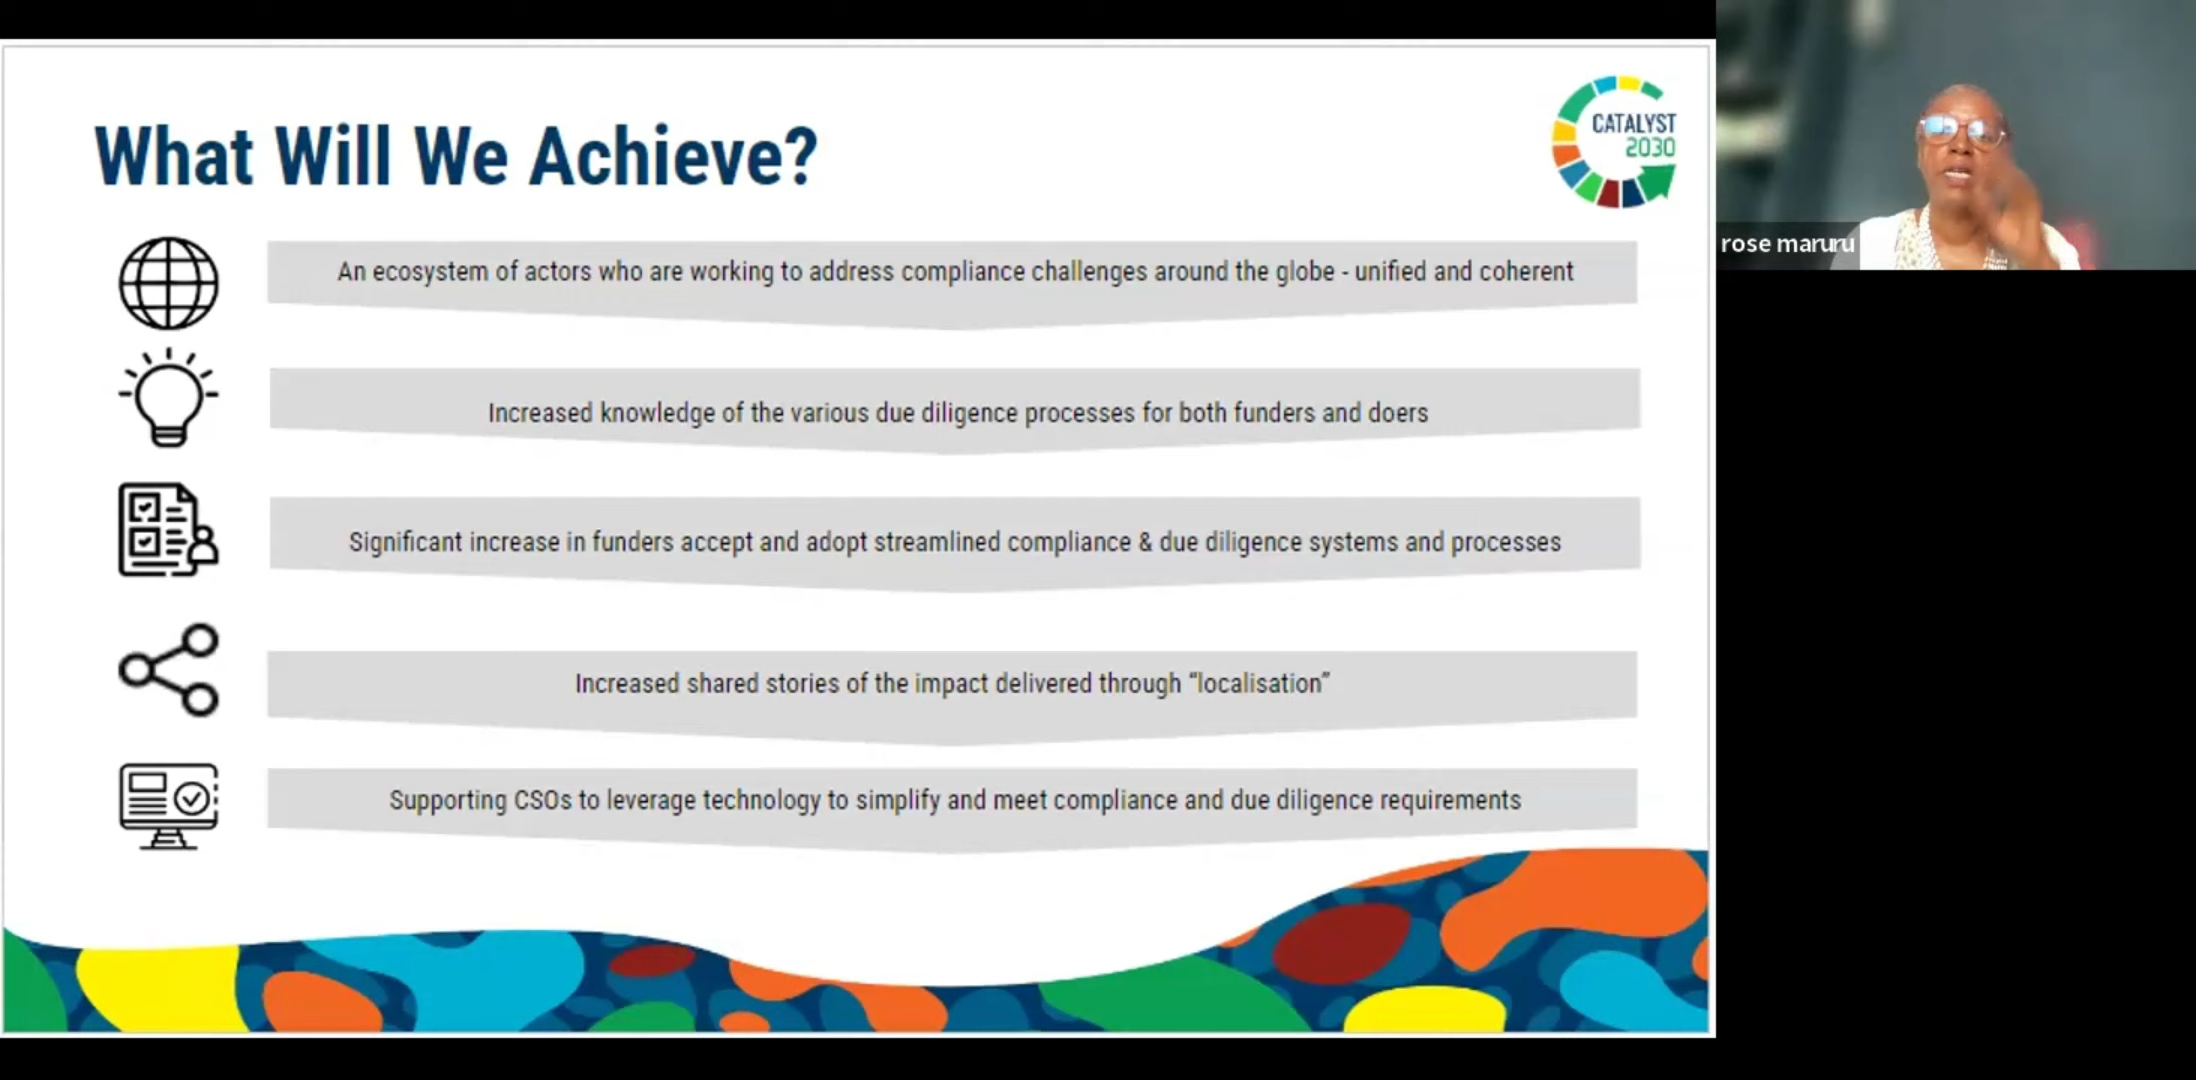 What Will We Achieve?
CATALYST
2030
An ecosystem of actors who are working to address compliance challenges around the globe - unified and coherent
Increased knowledge of the various due diligence processes for both funders and doers
Significant increase in funders accept and adopt streamlined compliance & due diligence systems and processes
Increased shared stories of the impact delivered through “localisation”
Supporting CSOs to leverage technology to simplify and meet compliance and due diligence requirements
rose maruru